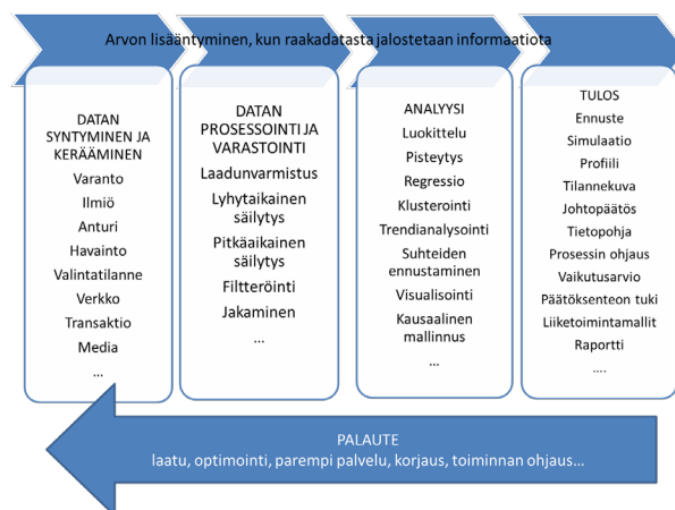 Arvon lisääntyminen, kun raakadatasta jalostetaan informaatiota
DATAN
SYNTYMINEN JA
KERÄÄMINEN
Varanto
Ilmiö
Anturi
Havainto
Valintatilanne
Verkko
Transaktio
Media
...
DATAN
PROSESSOINTI JA
VARASTOINTI
Laadunvarmistus
Lyhytaikainen
säilytys
Pitkäaikainen
säilytys
Filtteröinti
Jakaminen
...
ANALYYSI
Luokittelu
Pisteytys
Regressio
Klusterointi
Trendianalysointi
Suhteiden
ennustaminen
Visualisointi
Kausaalinen
mallinnus
...
TULOS
Ennuste
Simulaatio
Profiili
Tilannekuva
Johtopäätös
Tietopohja
Prosessin ohjaus
Vaikutusarvio
Päätöksenteon tuki
Liiketoimintamallit
Raportti
....
PALAUTE
laatu, optimointi, parempi palvelu, korjaus, toiminnan ohjaus...